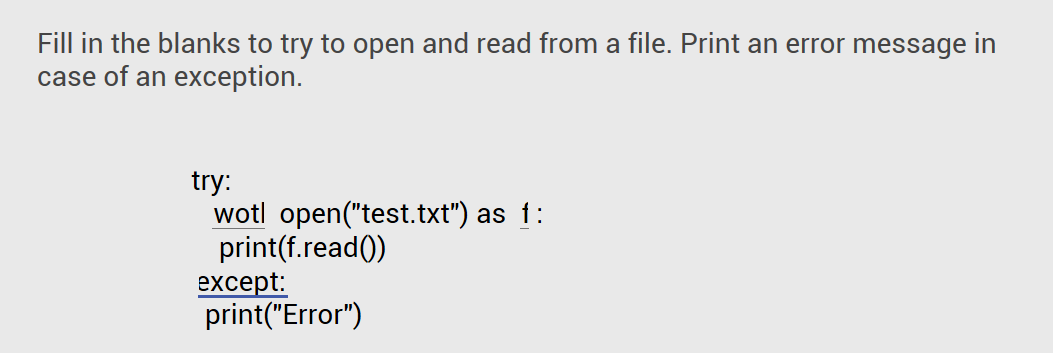 Fill in the blanks to try to open and read from a file. Print an error message in
case of an exception.
try:
wotl open("test.txt") as f :
print(f.read())
except:
print("Error")